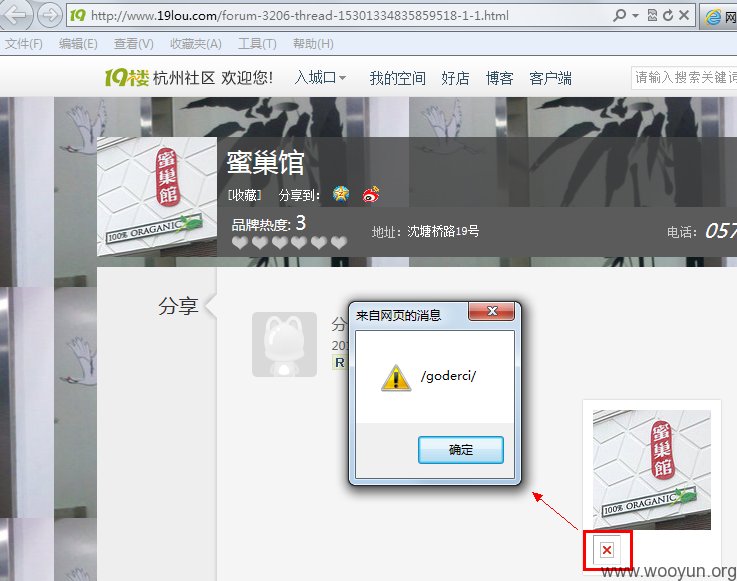 http://www.19lou.com/forum-3206-thread-15301334835859518-1-1.html
文件(F) 编辑(E) 查看(V) 收藏夹(A) 工具(T) 帮助(H)
19楼 杭州社区 欢迎您! 入城口 我的空间 好店 博客 客户端 请输入搜索关键词
蜜巢馆
100% ORAGANIC
蜜巢馆
[收藏] 分享到:
品牌热度: 3
地址: 沈塘桥路19号
电话: 057
分享
分
201
R
来自网页的消息
/goderci/
确定
蜜巢馆
100% ORAGANIC
www.wooyun.org